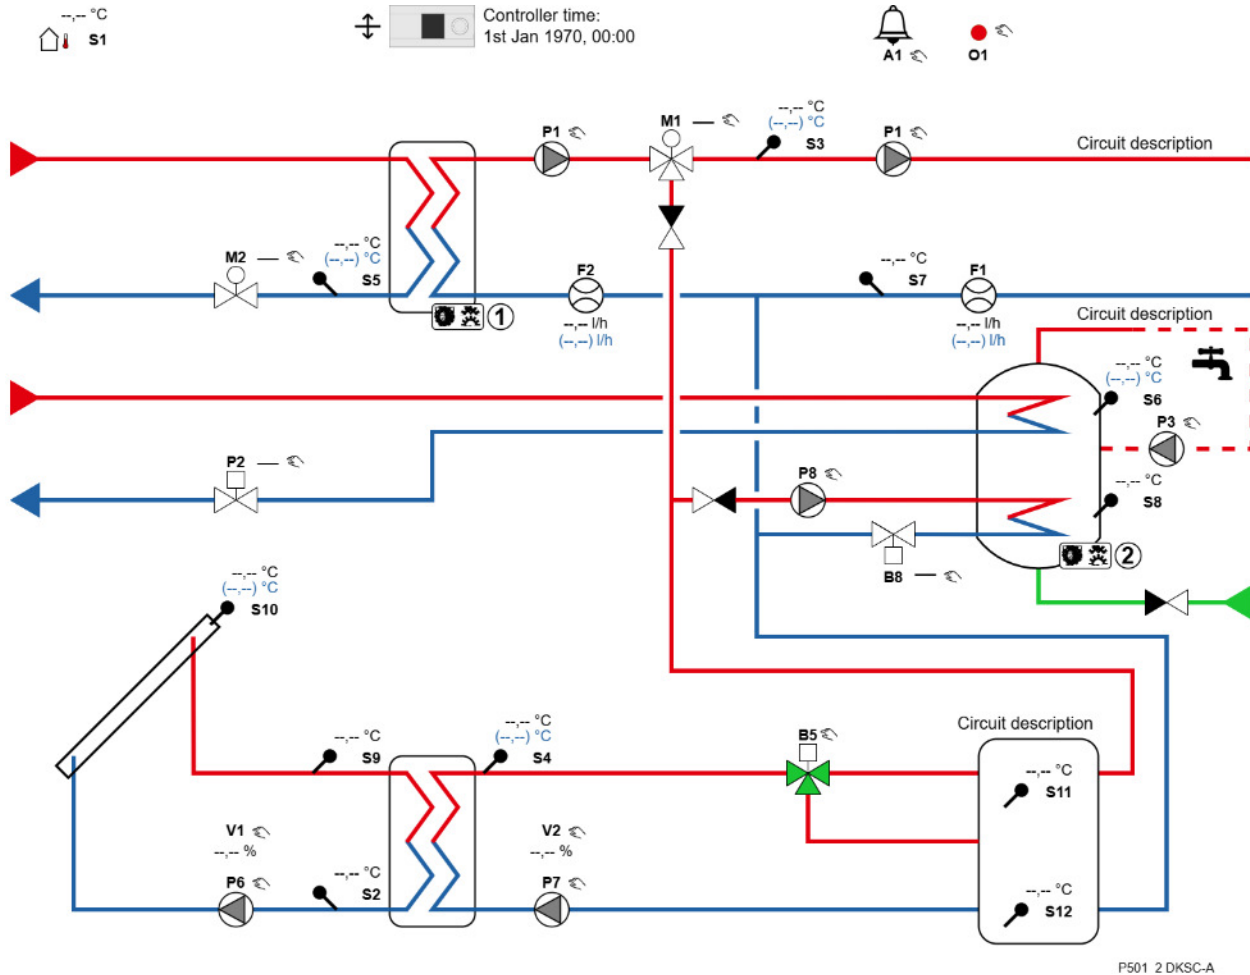 --,-- °C
S1
Controller time:
1st Jan 1970, 00:00
A1
O1
P1
M1
--,-- °C
(--,--) °C
S3
P1
Circuit description
M2
--,-- °C
(--,--) °C
S5
F2
--,-- l/h
(--,--) l/h
--,-- °C
S7
F1
--,-- l/h
(--,--) l/h
1
Circuit description
--,-- °C
(--,--) °C
S6
P3
P2
P8
--,-- °C
S8
B8
2
--,-- °C
(--,--) °C
S10
--,-- °C
S9
--,-- °C
(--,--) °C
S4
B5
Circuit description
--,-- °C
S11
V1
--,-- %
V2
--,-- %
P6
--,-- °C
S2
P7
--,-- °C
S12
P501_2 DKSC-A